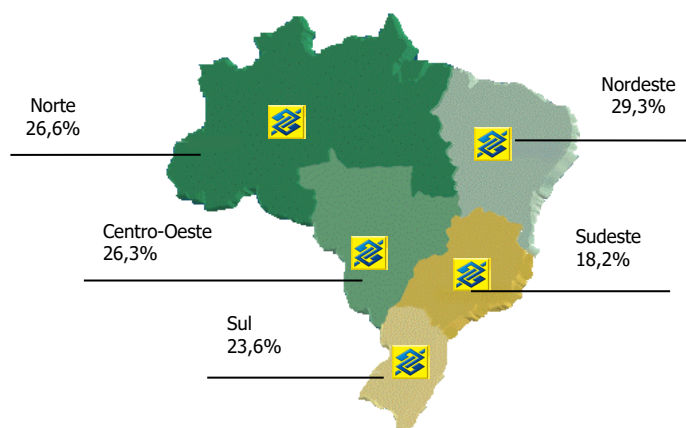 Norte
26,6%
Nordeste
29,3%
Centro-Oeste
26,3%
Sudeste
18,2%
Sul
23,6%